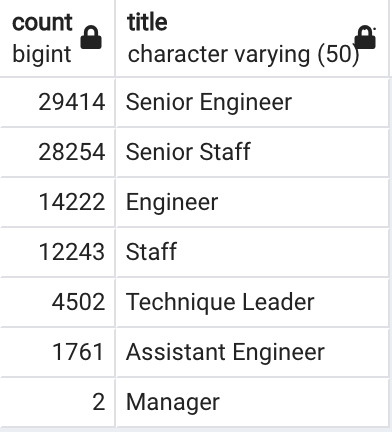 count title
bigint character varying (50)
29414 Senior Engineer
28254 Senior Staff
14222 Engineer
12243 Staff
4502 Technique Leader
1761 Assistant Engineer
2 Manager